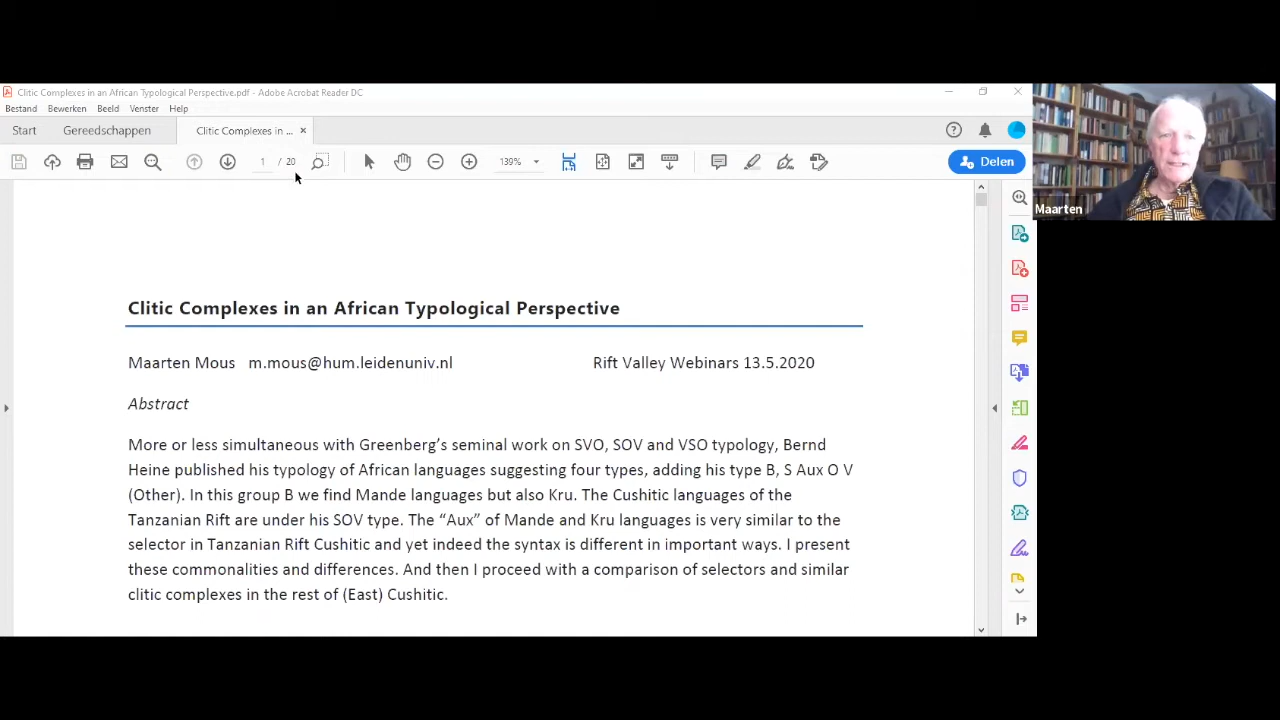 Clitic Complexes in an African Typological Perspective.pdf - Adobe Acrobat Reader DC
Bestand Bewerken Beeld Venster Help
Start Gereedschappen Clitic Complexes in ... ×
1 / 20 139% Delen
Maarten
Clitic Complexes in an African Typological Perspective
Maarten Mous m.mous@hum.leidenuniv.nl Rift Valley Webinars 13.5.2020
Abstract
More or less simultaneous with Greenberg’s seminal work on SVO, SOV and VSO typology, Bernd
Heine published his typology of African languages suggesting four types, adding his type B, S Aux O V
(Other). In this group B we find Mande languages but also Kru. The Cushitic languages of the
Tanzanian Rift are under his SOV type. The “Aux” of Mande and Kru languages is very similar to the
selector in Tanzanian Rift Cushitic and yet indeed the syntax is different in important ways. I present
these commonalities and differences. And then I proceed with a comparison of selectors and similar
clitic complexes in the rest of (East) Cushitic.